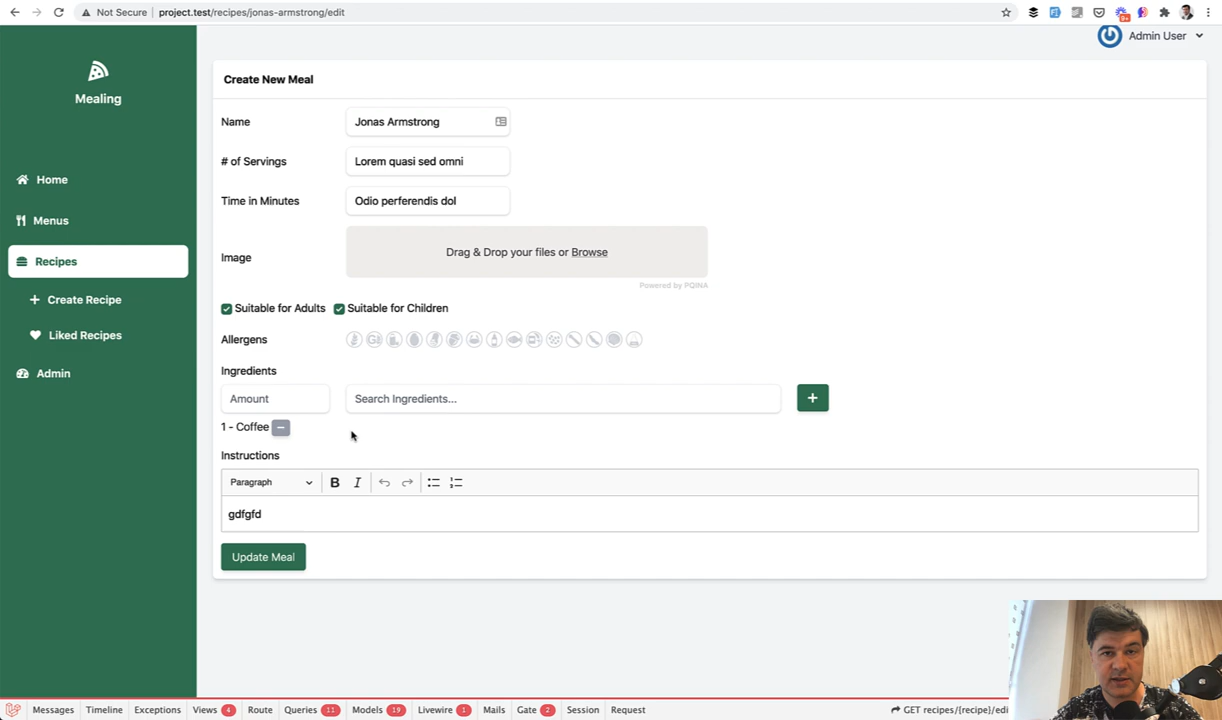 Not Secure | project.test/recipes/jonas-armstrong/edit
9+
Admin User
Mealing
Home
Menus
Recipes
Create Recipe
Liked Recipes
Admin
Create New Meal
Name Jonas Armstrong
# of Servings Lorem quasi sed omni
Time in Minutes Odio perferendis dol
Image Drag & Drop your files or Browse
Powered by PQINA
Suitable for Adults Suitable for Children
Allergens
Ingredients
Amount Search Ingredients... +
1 - Coffee −
Instructions
Paragraph B I
gdfgfd
Update Meal
Messages Timeline Exceptions Views 4 Route Queries 11 Models 19 Livewire 1 Mails Gate 2 Session Request GET recipes/{recipe}/edi